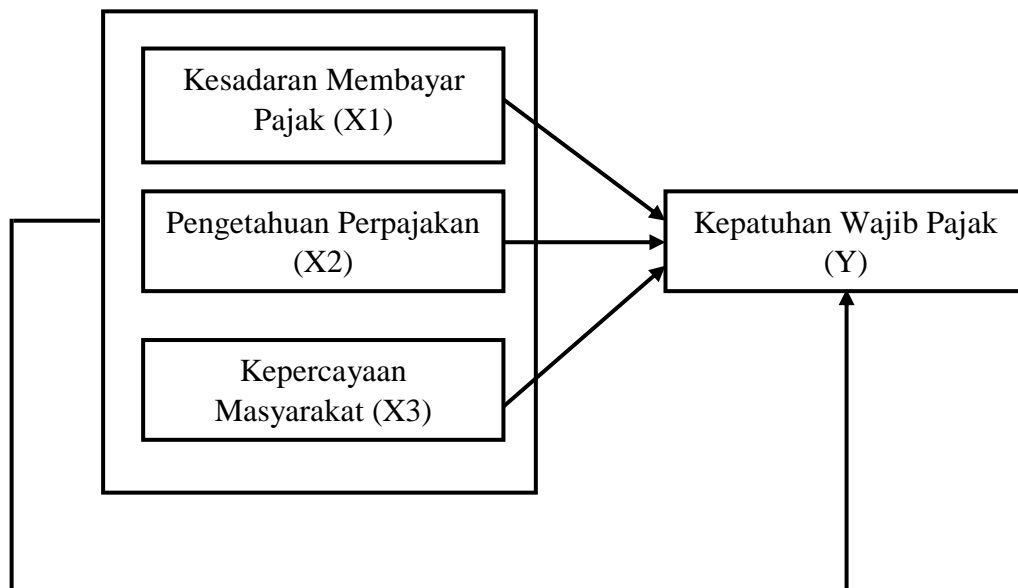 Kesadaran Membayar
Pajak (X1)
Pengetahuan Perpajakan
(X2)
Kepercayaan
Masyarakat (X3)
Kepatuhan Wajib Pajak
(Y)